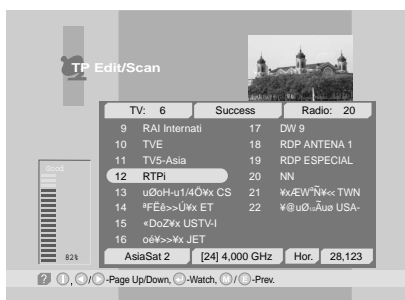 TP Edit/Scan
TV: 6 Success Radio: 20
9 RAI Internati 17 DW 9
10 TVE 18 RDP ANTENA 1
11 TV5-Asia 19 RDP ESPECIAL
12 RTPi 20 NN
13 uØoH-u1/4Ö¥x CS 21 ¥xÆWºÑ¥<< TWN
14 ªFÊê>>Ù¥x ET 22 USA-
15 «DoZ¥x USTV-I
16 oé¥>>¥x JET
Good
82%
AsiaSat 2 [24] 4,000 GHz Hor. 28,123
-Page Up/Down, -Watch, / -Prev.